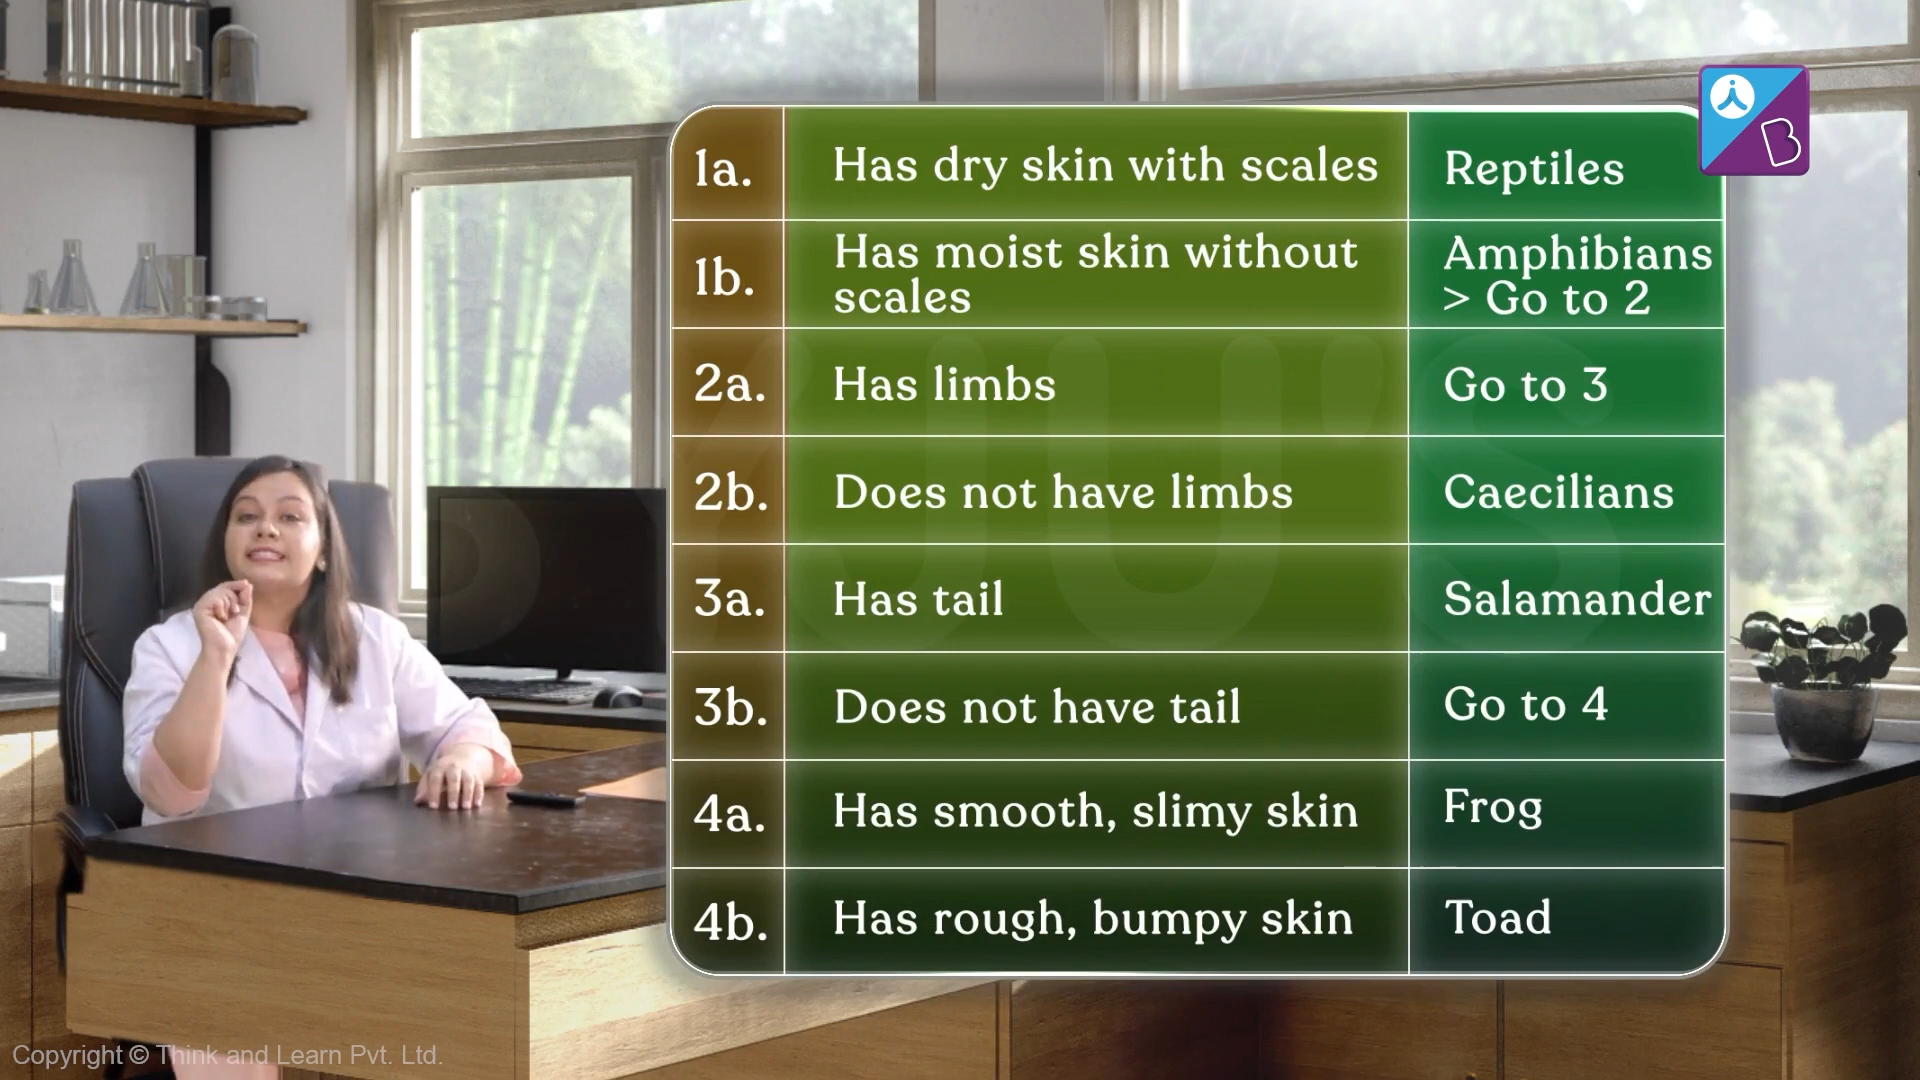 1a. Has dry skin with scales Reptiles
1b. Has moist skin without scales Amphibians > Go to 2
2a. Has limbs Go to 3
2b. Does not have limbs Caecilians
3a. Has tail Salamander
3b. Does not have tail Go to 4
4a. Has smooth, slimy skin Frog
4b. Has rough, bumpy skin Toad
B
Copyright © Think and Learn Pvt. Ltd.